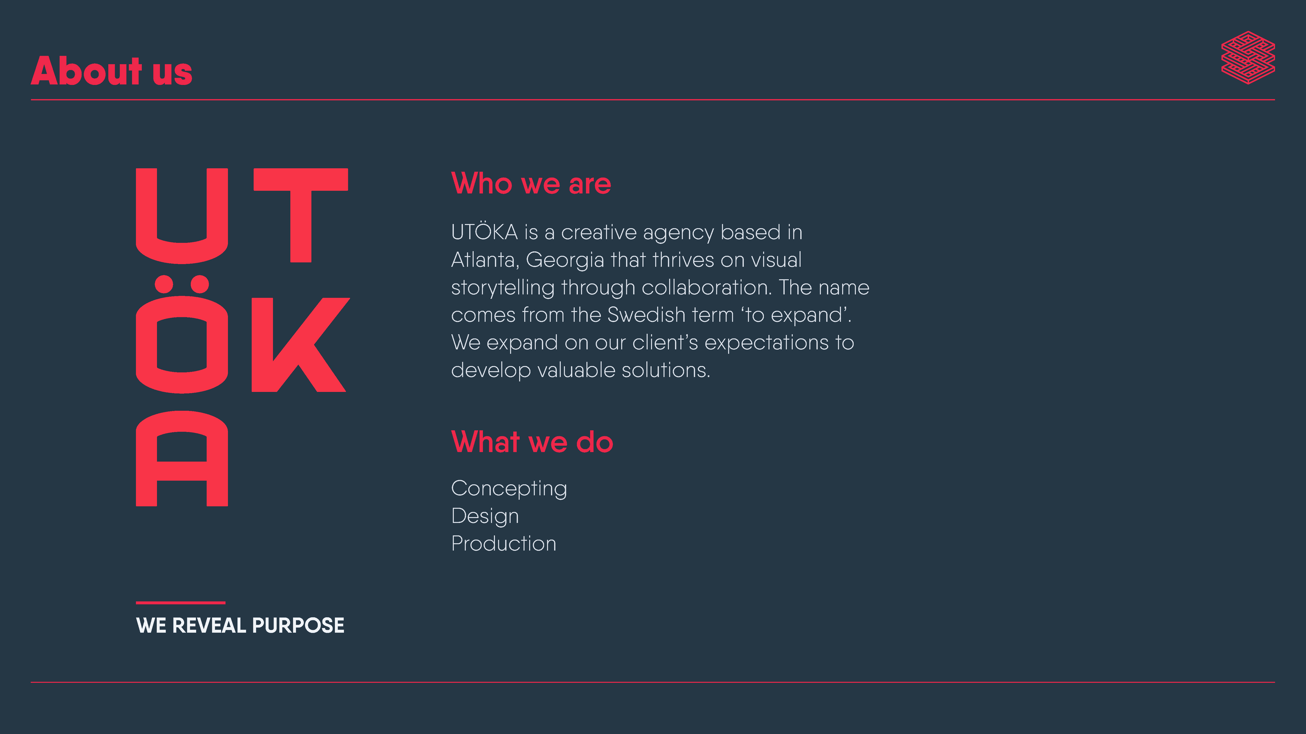 About us
UT
ÖK
A
WE REVEAL PURPOSE
Who we are
UTÖKA is a creative agency based in
Atlanta, Georgia that thrives on visual
storytelling through collaboration. The name
comes from the Swedish term ‘to expand’.
We expand on our client’s expectations to
develop valuable solutions.
What we do
Concepting
Design
Production